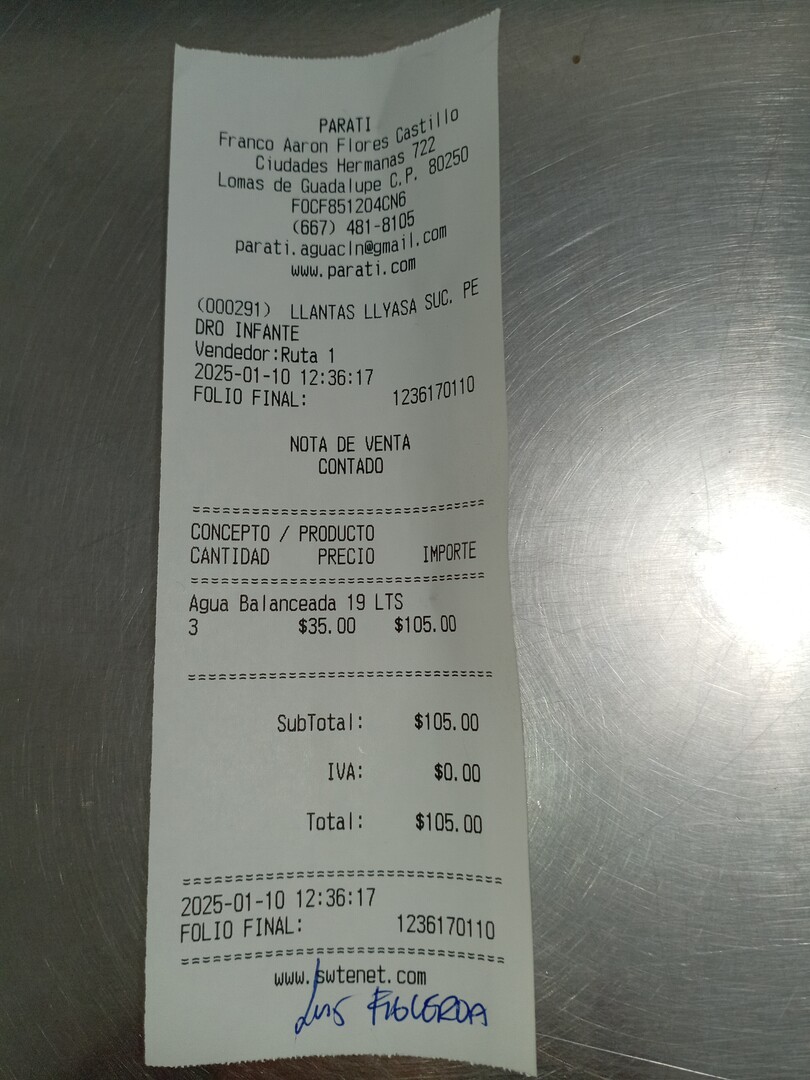 PARATI
Franco Aaron Flores Castillo
Ciudades Hermanas 722
Lomas de Guadalupe C.P. 80250
FOCF851204CN6
(667) 481-8105
parati.aguacln@gmail.com
www.parati.com
(000291) LLANTAS LLYASA SUC. PE
DRO INFANTE
Vendedor:Ruta 1
2025-01-10 12:36:17
FOLIO FINAL: 1236170110
NOTA DE VENTA
CONTADO
CONCEPTO / PRODUCTO
CANTIDAD PRECIO IMPORTE
Agua Balanceada 19 LTS
3 $35.00 $105.00
SubTotal: $105.00
IVA: $0.00
Total: $105.00
2025-01-10 12:36:17
FOLIO FINAL: 1236170110
www.swtenet.com
Luis FIGUEROA